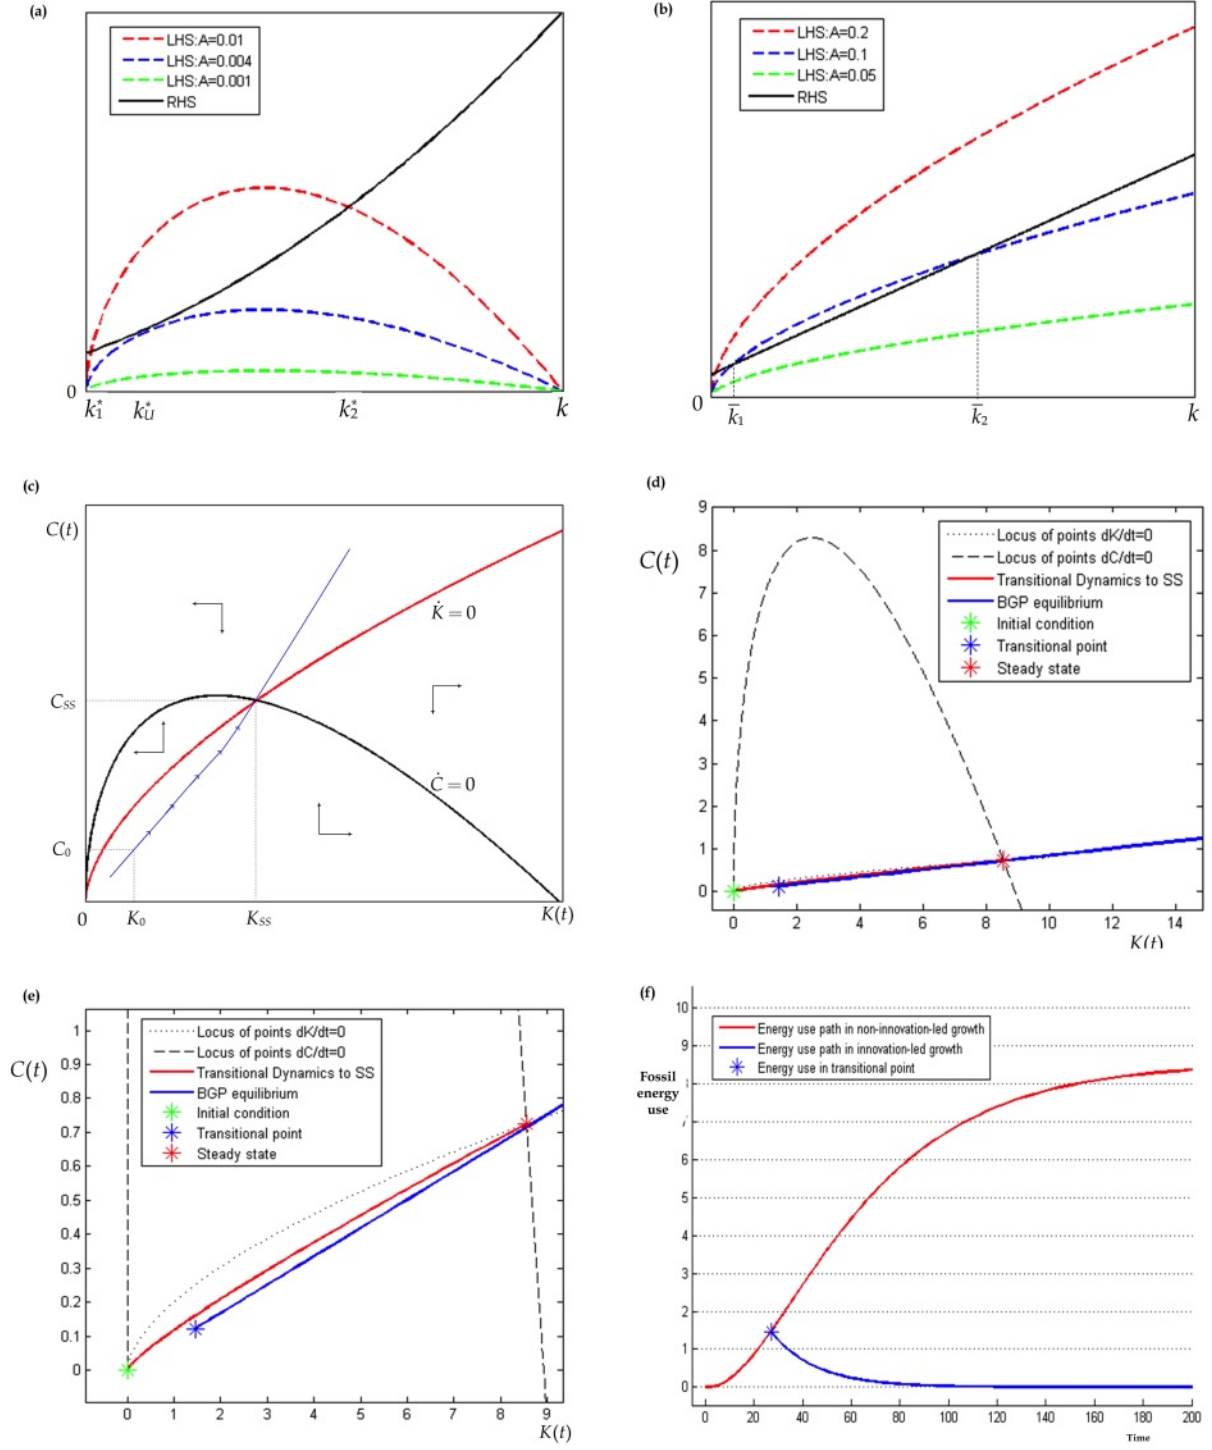 (a)
LHS:A=0.01
LHS:A=0.004
LHS:A=0.001
RHS
0
k₁* k_U* k₂* k
(b)
LHS:A=0.2
LHS:A=0.1
LHS:A=0.05
RHS
0
k̅₁ k̅₂ k
(c)
C(t)
K̇ = 0
C_SS
Ċ = 0
C₀
0 K₀ K_SS K(t)
(d)
C(t)
9
8
7
6
5
4
3
2
1
0
Locus of points dK/dt=0
Locus of points dC/dt=0
Transitional Dynamics to SS
BGP equilibrium
Initial condition
Transitional point
Steady state
0 2 4 6 8 10 12 14
K(t)
(e)
C(t)
1
0.9
0.8
0.7
0.6
0.5
0.4
0.3
0.2
0.1
0
Locus of points dK/dt=0
Locus of points dC/dt=0
Transitional Dynamics to SS
BGP equilibrium
Initial condition
Transitional point
Steady state
0 1 2 3 4 5 6 7 8 9
K(t)
(f)
Fossil
energy
use
10
9
6
5
4
3
2
1
0
Energy use path in non-innovation-led growth
Energy use path in innovation-led growth
Energy use in transitional point
0 20 40 60 80 100 120 140 160 180 200
Time